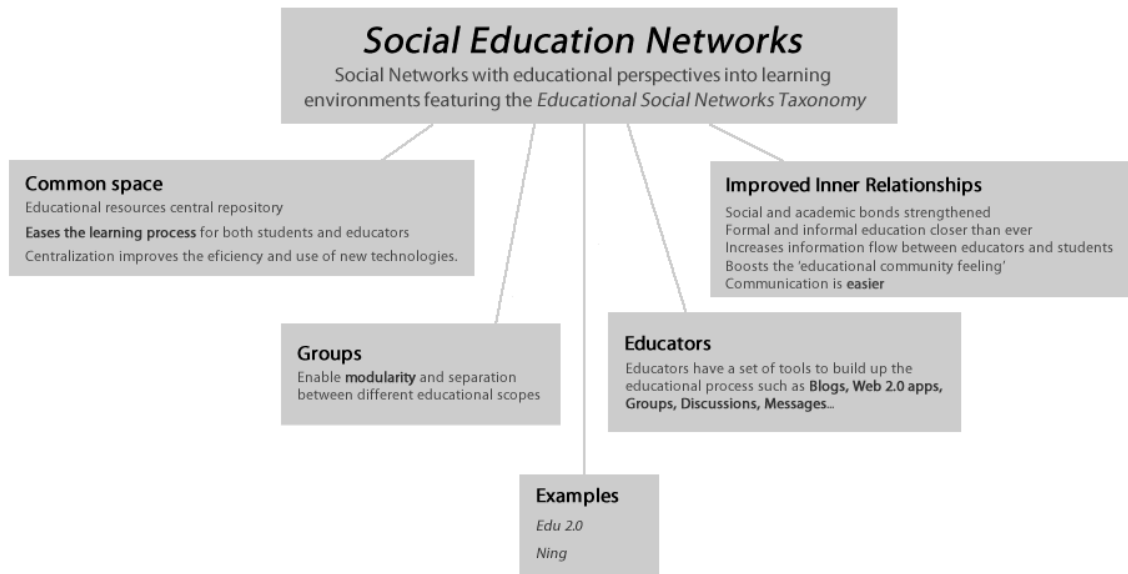 Social Education Networks
Social Networks with educational perspectives into learning
environments featuring the Educational Social Networks Taxonomy
Common space
Educational resources central repository
Eases the learning process for both students and educators
Centralization improves the eficiency and use of new technologies.
Improved Inner Relationships
Social and academic bonds strengthened
Formal and informal education closer than ever
Increases information flow between educators and students
Boosts the ‘educational community feeling’
Communication is easier
Groups
Enable modularity and separation
between different educational scopes
Educators
Educators have a set of tools to build up the
educational process such as Blogs, Web 2.0 apps,
Groups, Discussions, Messages...
Examples
Edu 2.0
Ning